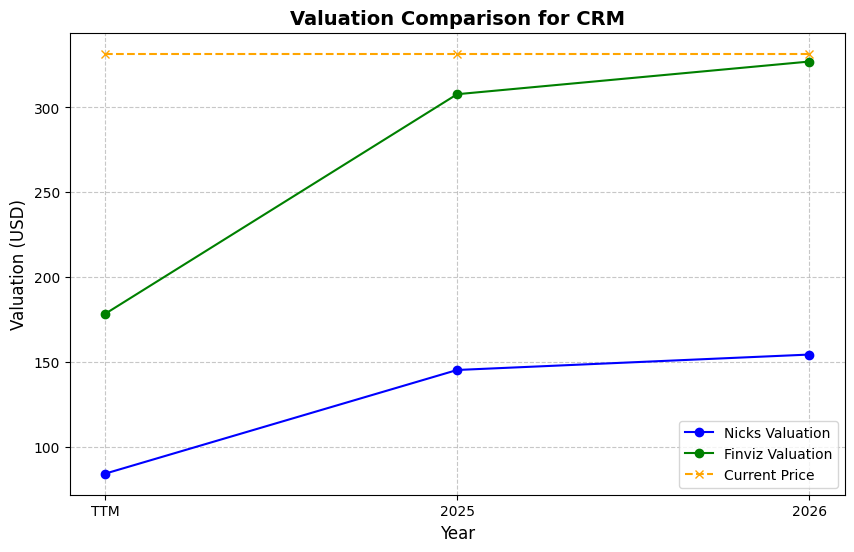 Valuation Comparison for CRM
Valuation (USD)
300
250
200
150
100
TTM
2025
2026
Year
Nicks Valuation
Finviz Valuation
Current Price